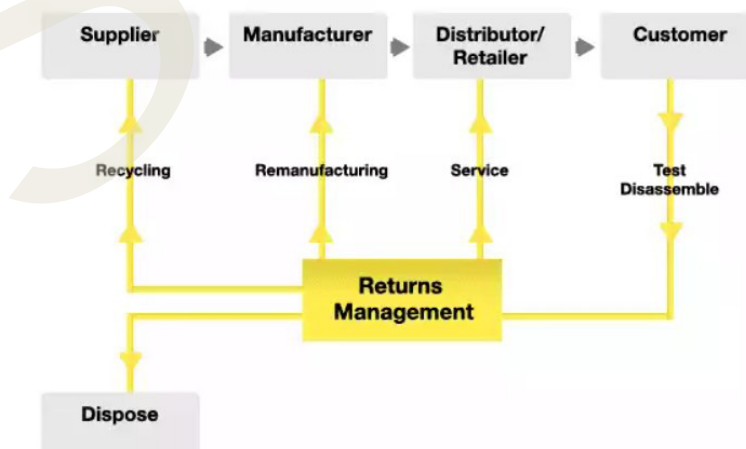 Supplier
Manufacturer
Distributor/
Retailer
Customer
Recycling
Remanufacturing
Service
Test
Disassemble
Returns
Management
Dispose